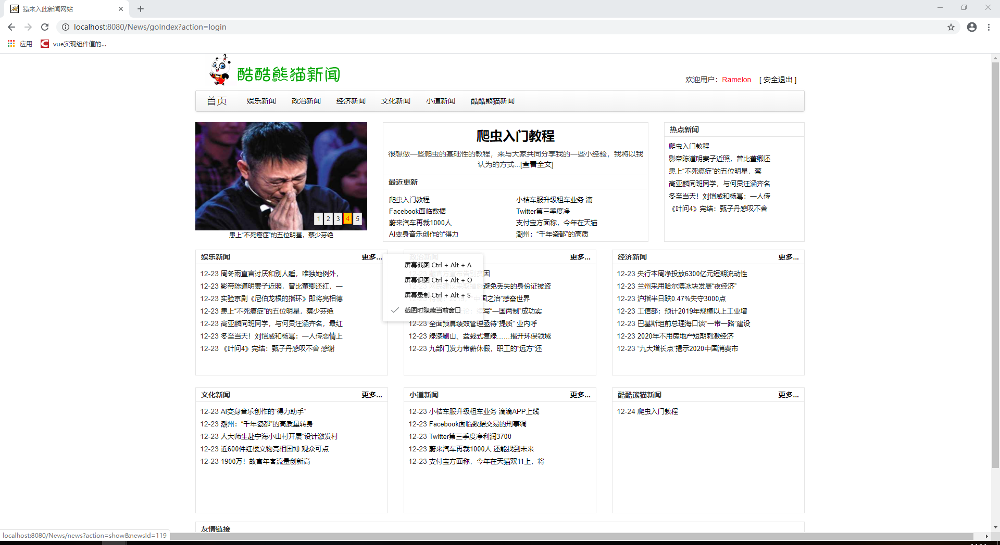 猿来入此新闻网站
localhost:8080/News/goIndex?action=login
应用
vue实现组件值的...
酷酷熊猫新闻
欢迎用户：Ramelon [ 安全退出 ]
首页 娱乐新闻 政治新闻 经济新闻 文化新闻 小道新闻 酷酷熊猫新闻
1 2 3 4 5
患上“不死癌症”的五位明星，蔡少芬绝
爬虫入门教程
很想做一些爬虫的基础性的教程，来与大家共同分享我的一些小经验，我将以我
认为的方式...[查看全文]
最近更新
爬虫入门教程 小桔车服升级租车业务 滴
Facebook面临数据 Twitter第三季度净
蔚来汽车再裁1000人 支付宝方面称，今年在天猫
AI变身音乐创作的“得力 潮州：“千年瓷都”的高质
热点新闻
爬虫入门教程
影帝陈道明妻子近照，曾比董卿还
患上“不死癌症”的五位明星，蔡
高亚麟同班同学，与何炅汪涵齐名
冬至当天！刘恺威和杨幂：一人传
《叶问4》完结：甄子丹感叹不舍
娱乐新闻 更多...
12-23 周冬雨直言讨厌和别人睡，唯独她例外，
12-23 影帝陈道明妻子近照，曾比董卿还红，一
12-23 实验京剧《尼伯龙根的指环》即将亮相德
12-23 患上“不死癌症”的五位明星，蔡少芬绝
12-23 高亚麟同班同学，与何炅汪涵齐名，最红
12-23 冬至当天！刘恺威和杨幂：一人传恋情上
12-23 《叶问4》完结：甄子丹感叹不舍 感谢
屏幕截图 Ctrl + Alt + A
屏幕识图 Ctrl + Alt + O
屏幕录制 Ctrl + Alt + S
截图时隐藏当前窗口
政治新闻 更多...
困
避免丢失的身份证被盗
国之治”感奋世界
写“一国两制”成功实
12-23 全面预算绩效管理亟待“提质” 业内呼
12-23 绿漆刷山、盆栽式复绿……揭开环保领域
12-23 九部门发力带薪休假，职工的“远方”还
经济新闻 更多...
12-23 央行本周净投放6300亿元短期流动性
12-23 兰州采用哈尔滨冰块发展“夜经济”
12-23 沪指半日跌0.47%失守3000点
12-23 工信部：预计2019年规模以上工业增
12-23 巴基斯坦前总理海口谈“一带一路”建设
12-23 2020年不用房地产短期刺激经济
12-23 “九大增长点”揭示2020中国消费市
文化新闻 更多...
12-23 AI变身音乐创作的“得力助手”
12-23 潮州：“千年瓷都”的高质量转身
12-23 人大师生赴宁海小山村开展“设计激发村
12-23 近600件红楼文物亮相国博 观众可点
12-23 1900万！故宫年客流量创新高
小道新闻 更多...
12-23 小桔车服升级租车业务 滴滴APP上线
12-23 Facebook面临数据交易的刑事调
12-23 Twitter第三季度净利润3700
12-23 蔚来汽车再裁1000人 还能找到未来
12-23 支付宝方面称，今年在天猫双11上，将
酷酷熊猫新闻 更多...
12-24 爬虫入门教程
友情链接
localhost:8080/News/news?action=show&newsId=119